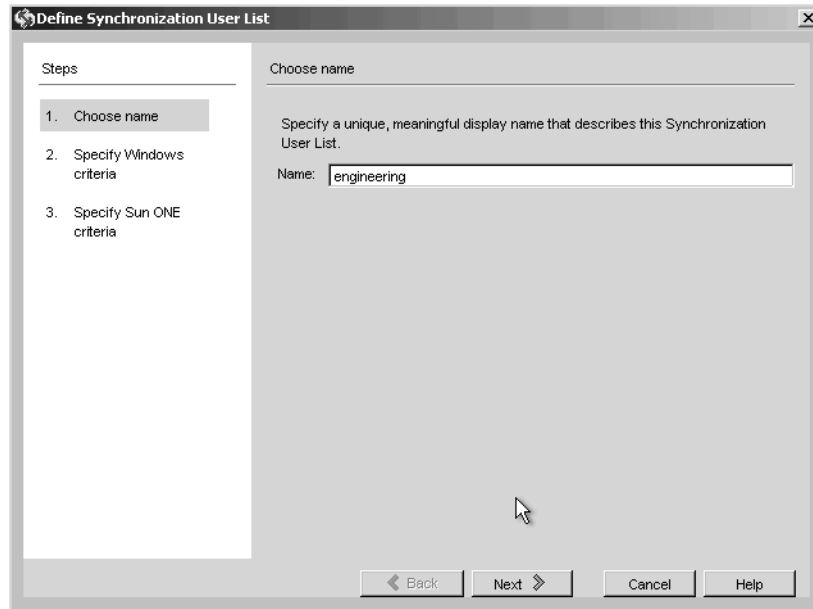 Define Synchronization User List
Steps
1. Choose name
2. Specify Windows
criteria
3. Specify Sun ONE
criteria
Choose name
Specify a unique, meaningful display name that describes this Synchronization
User List.
Name: engineering
Back Next Cancel Help